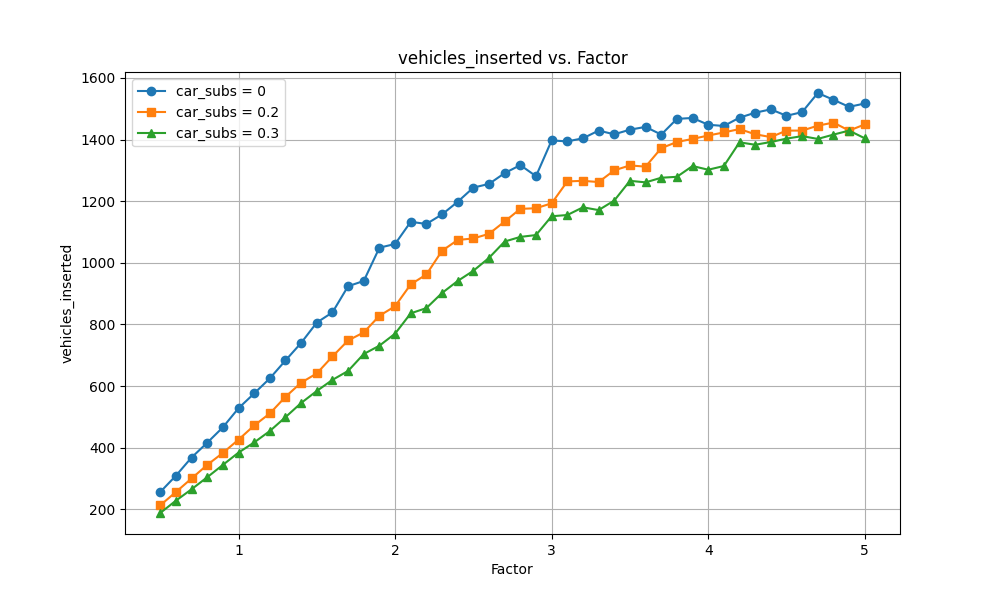 vehicles_inserted vs. Factor
car_subs = 0
car_subs = 0.2
car_subs = 0.3
vehicles_inserted
1600
1400
1200
1000
800
600
400
200
1
2
3
4
5
Factor